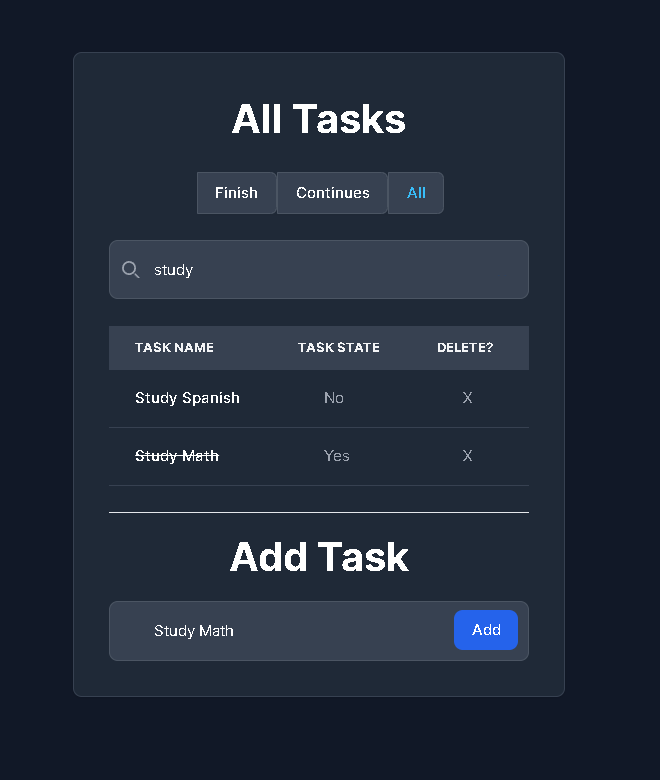 All Tasks
Finish Continues All
study
TASK NAME TASK STATE DELETE?
Study Spanish No X
Study Math Yes X
Add Task
Study Math Add